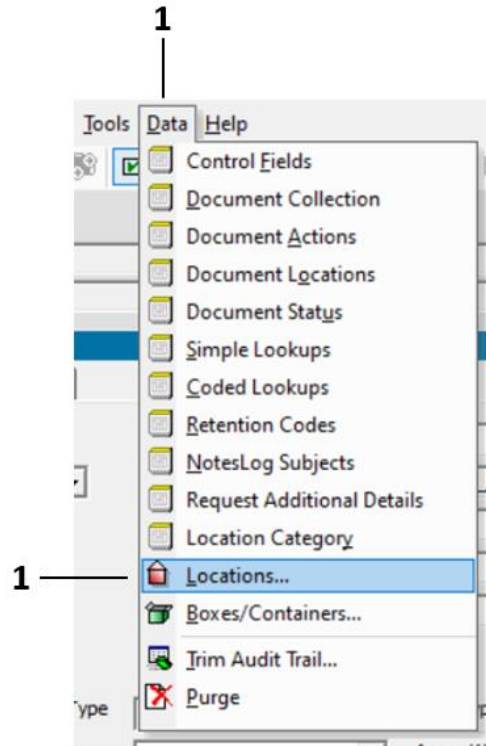 1
Tools Data Help
Control Fields
Document Collection
Document Actions
Document Locations
Document Status
Simple Lookups
Coded Lookups
Retention Codes
NotesLog Subjects
Request Additional Details
Location Category
1 Locations...
Boxes/Containers...
Trim Audit Trail...
Type Purge